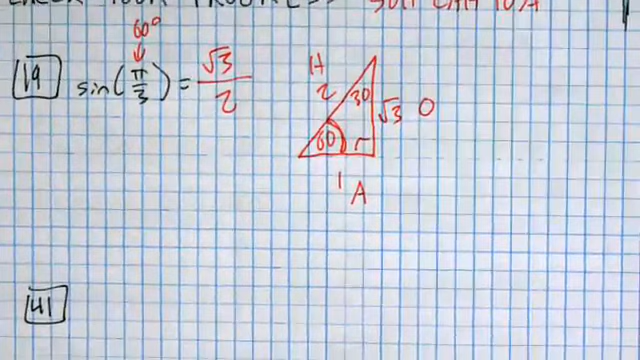 SOH CAH TOA
60°
19 sin(π/3) = √3/2
H
2 30 √3 O
60
1 A
41